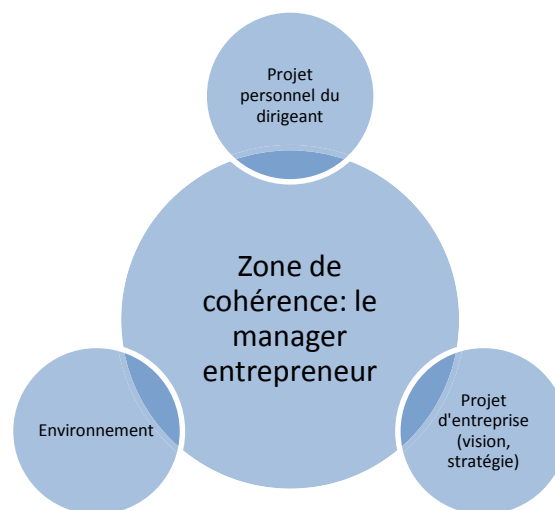 Projet
personnel du
dirigeant
Zone de
cohérence: le
manager
entrepreneur
Environnement
Projet
d'entreprise
(vision,
stratégie)